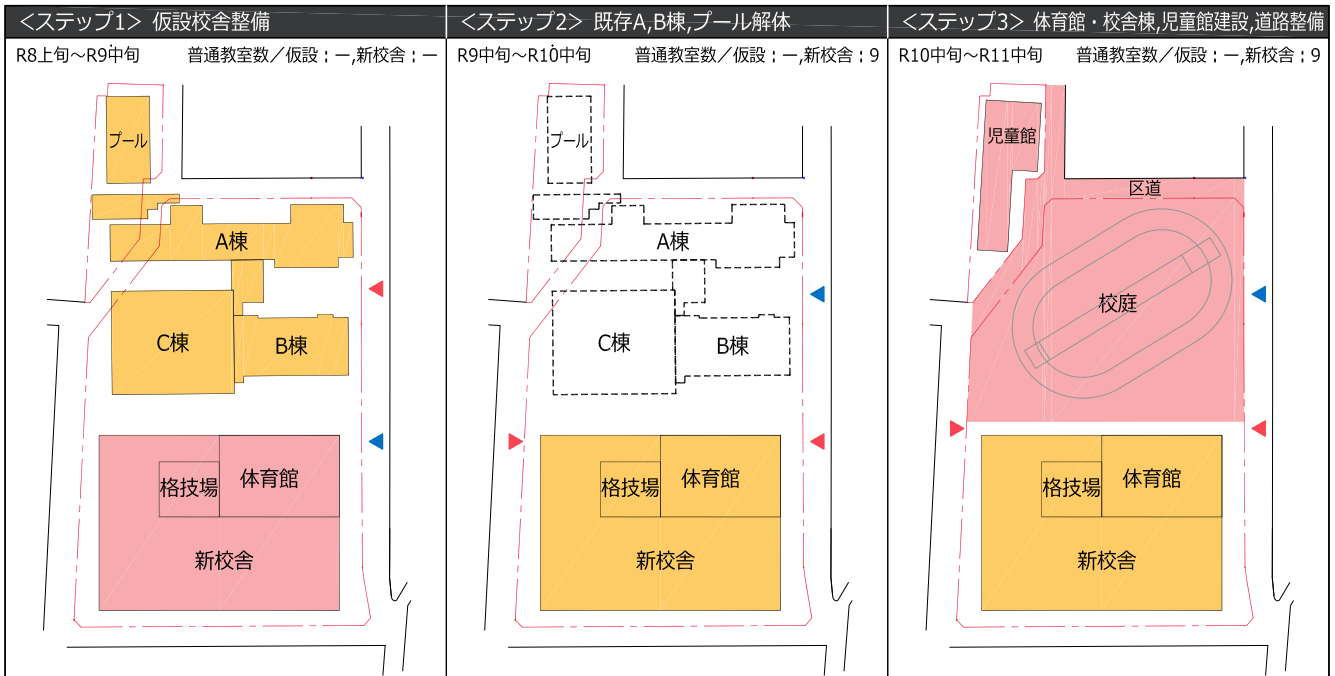 <ステップ1> 仮設校舎整備
R8上旬～R9中旬 普通教室数／仮設：ー,新校舎：ー
プール
A棟
C棟
B棟
格技場
体育館
新校舎
<ステップ2> 既存A,B棟,プール解体
R9中旬～R10中旬 普通教室数／仮設：ー,新校舎：9
プール
A棟
C棟
B棟
格技場
体育館
新校舎
<ステップ3> 体育館・校舎棟,児童館建設,道路整備
R10中旬～R11中旬 普通教室数／仮設：ー,新校舎：9
児童館
区道
校庭
格技場
体育館
新校舎